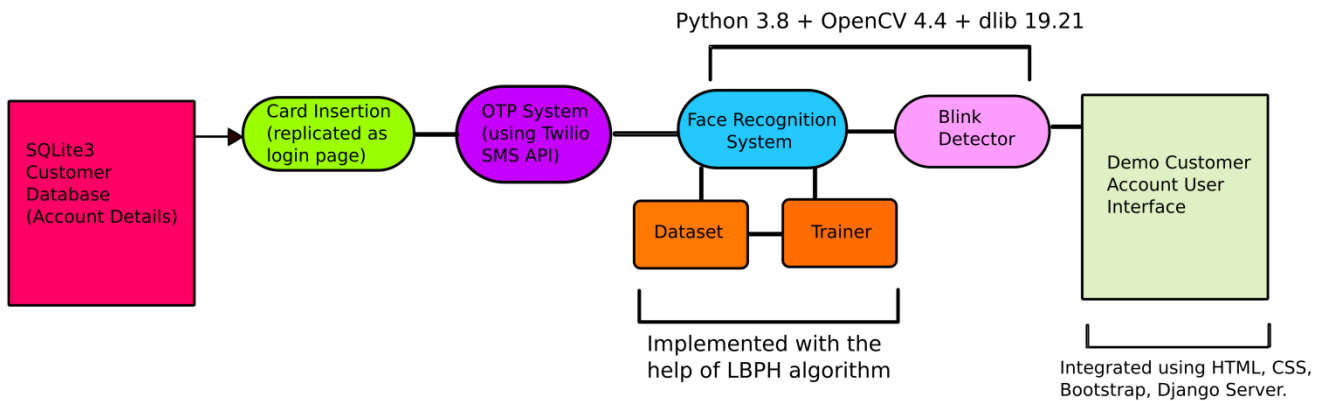 Python 3.8 + OpenCV 4.4 + dlib 19.21
SQLite3
Customer
Database
(Account Details)
Card Insertion
(replicated as
login page)
OTP System
(using Twilio
SMS API)
Face Recognition
System
Blink
Detector
Demo Customer
Account User
Interface
Dataset
Trainer
Implemented with the
help of LBPH algorithm
Integrated using HTML, CSS,
Bootstrap, Django Server.